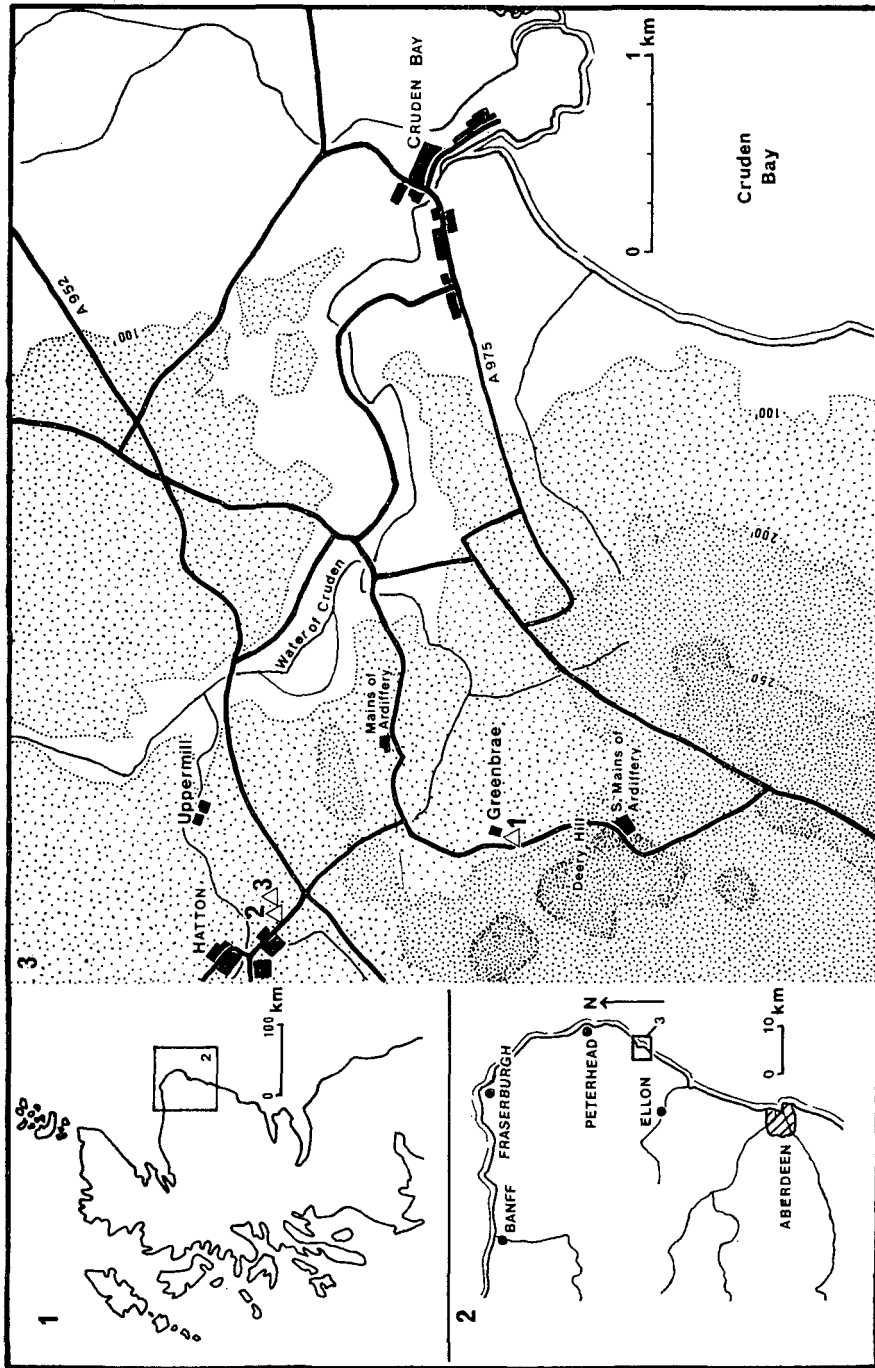 1
2
0
100
km
2
BANFF
FRASERBURGH
PETERHEAD
N
3
ELLON
ABERDEEN
0
10
km
3
A 952
100'
HATTON
2
3
Uppermill
Water of Cruden
Mains of
Ardiffery
Greenbrae
1
Deery Hill
S. Mains of
Ardiffery
A 975
100'
200'
250
CRUDEN BAY
0
1
km
Cruden
Bay